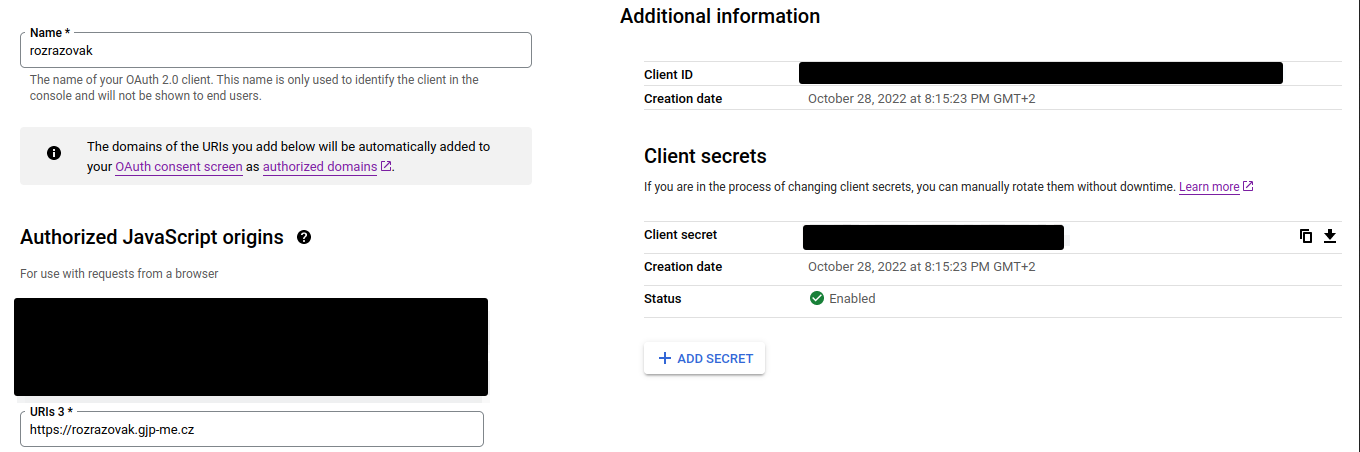 Name *
rozrazovak
The name of your OAuth 2.0 client. This name is only used to identify the client in the
console and will not be shown to end users.
The domains of the URIs you add below will be automatically added to
your OAuth consent screen as authorized domains.
Authorized JavaScript origins
For use with requests from a browser
URIs 3 *
https://rozrazovak.gjp-me.cz
Additional information
Client ID
Creation date October 28, 2022 at 8:15:23 PM GMT+2
Client secrets
If you are in the process of changing client secrets, you can manually rotate them without downtime. Learn more
Client secret
Creation date October 28, 2022 at 8:15:23 PM GMT+2
Status Enabled
ADD SECRET